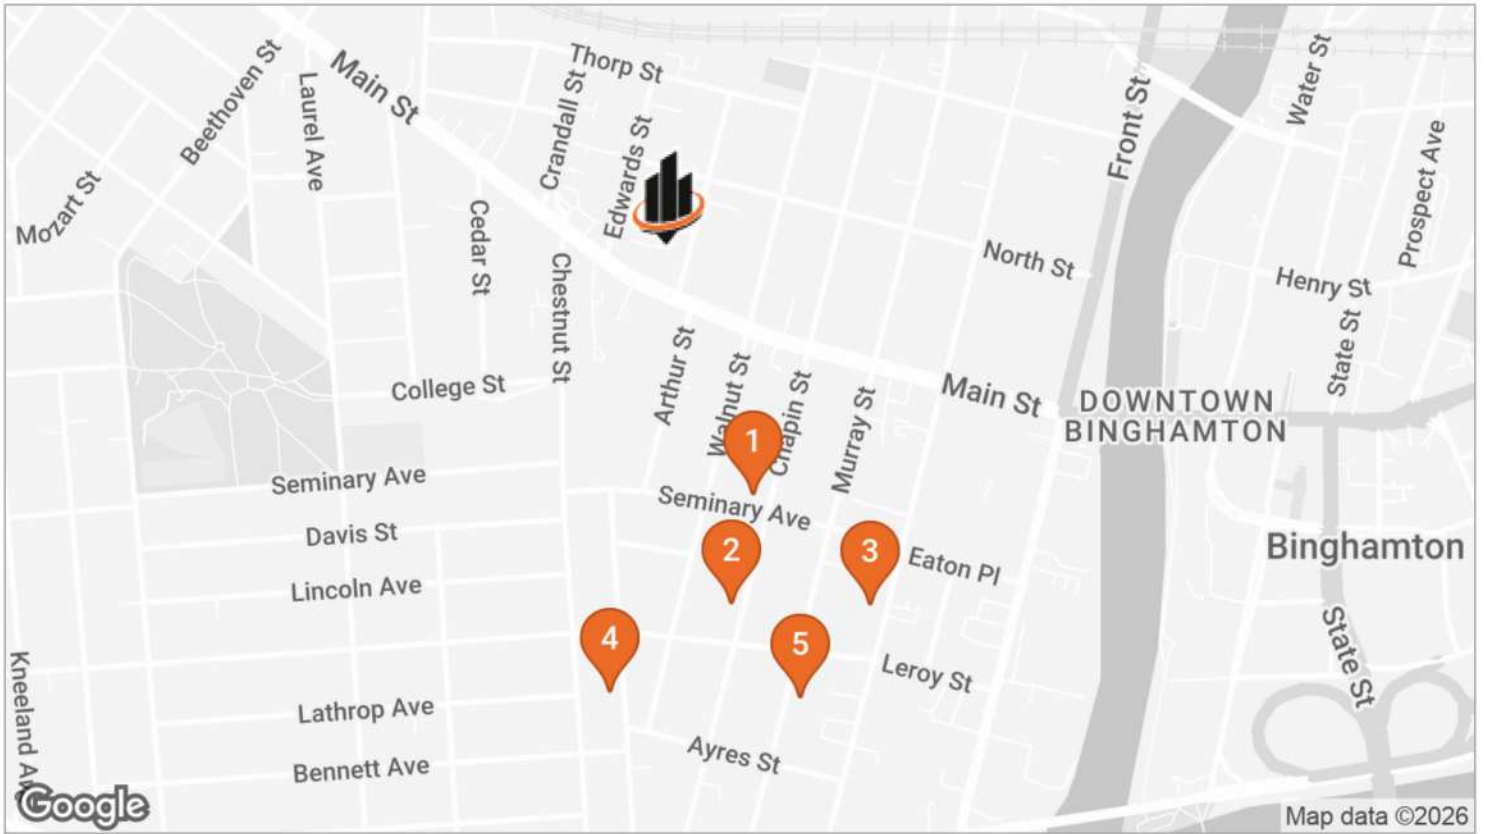 Thorp St
Main St
Beethoven St
Laurel Ave
Crandall St
Edwards St
Front St
Water St
Prospect Ave
Mozart St
Cedar St
Chestnut St
North St
Henry St
State St
College St
Arthur St
Walnut St
Chapin St
Murray St
Main St
DOWNTOWN
BINGHAMTON
1
Seminary Ave
Seminary Ave
Davis St
2
3
Eaton Pl
Binghamton
Lincoln Ave
4
5
Leroy St
State St
Kneeland Ave
Lathrop Ave
Ayres St
Bennett Ave
Google
Map data ©2026